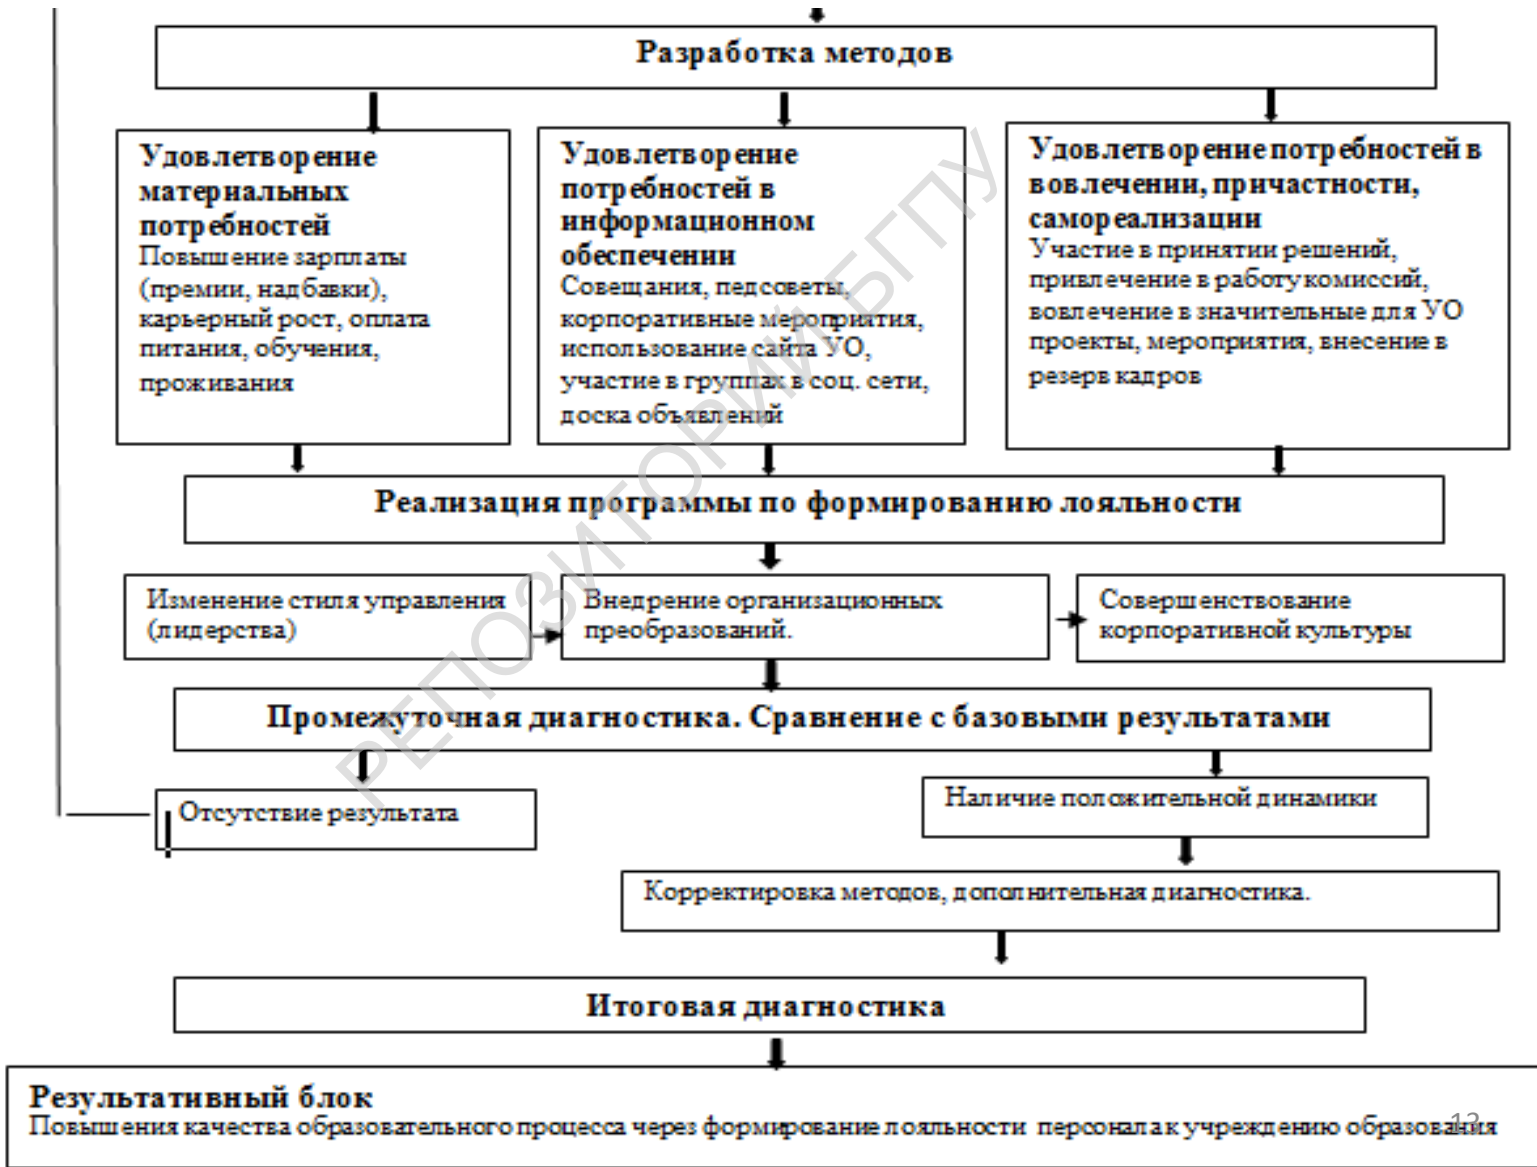 Разработка методов
Удовлетворение
материальных
потребностей
Повышение зарплаты
(премии, надбавки),
карьерный рост, оплата
питания, обучения,
проживания
Удовлетворение
потребностей в
информационном
обеспечении
Совещания, педсоветы,
корпоративные мероприятия,
использование сайта УО,
участие в группах в соц. сети,
доска объявлений
Удовлетворение потребностей в
вовлечении, причастности,
самореализации
Участие в принятии решений,
привлечение в работу комиссий,
вовлечение в значительные для УО
проекты, мероприятия, внесение в
резерв кадров
Реализация программы по формированию лояльности
Изменение стиля управления
(лидерства)
Внедрение организационных
преобразований.
Совершенствование
корпоративной культуры
Промежуточная диагностика. Сравнение с базовыми результатами
Отсутствие результата
Наличие положительной динамики
Корректировка методов, дополнительная диагностика.
Итоговая диагностика
Результативный блок
Повышения качества образовательного процесса через формирование лояльности персонала к учреждению образования
13
РЕПОЗИТОРИЙ БГПУ